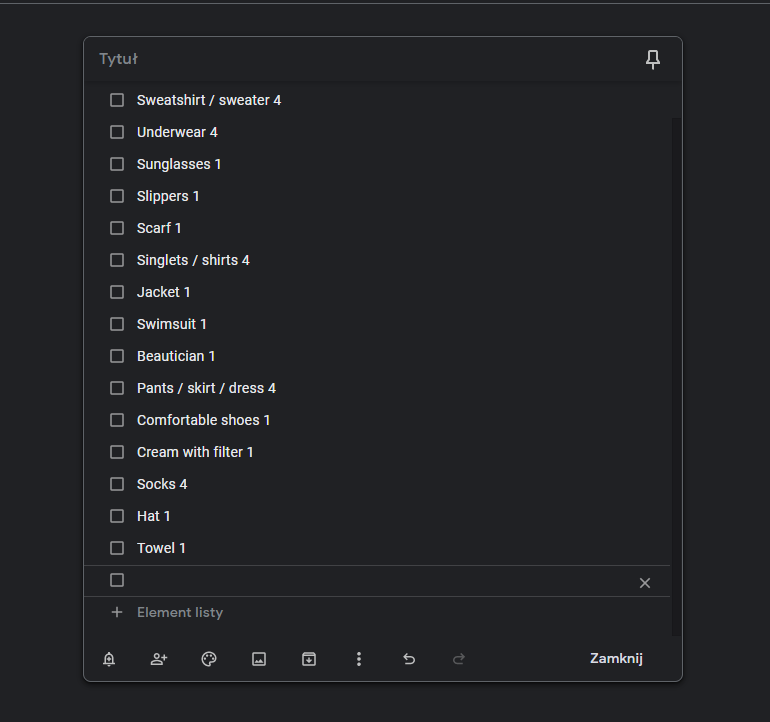 Tytuł
Sweatshirt / sweater 4
Underwear 4
Sunglasses 1
Slippers 1
Scarf 1
Singlets / shirts 4
Jacket 1
Swimsuit 1
Beautician 1
Pants / skirt / dress 4
Comfortable shoes 1
Cream with filter 1
Socks 4
Hat 1
Towel 1
Element listy
Zamknij